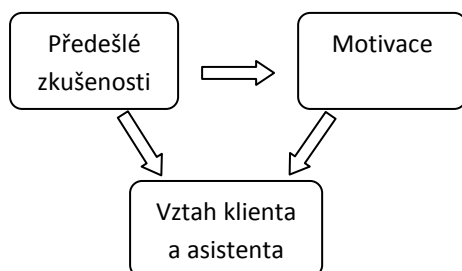 Předešlé
zkušenosti
Motivace
Vztah klienta
a asistenta